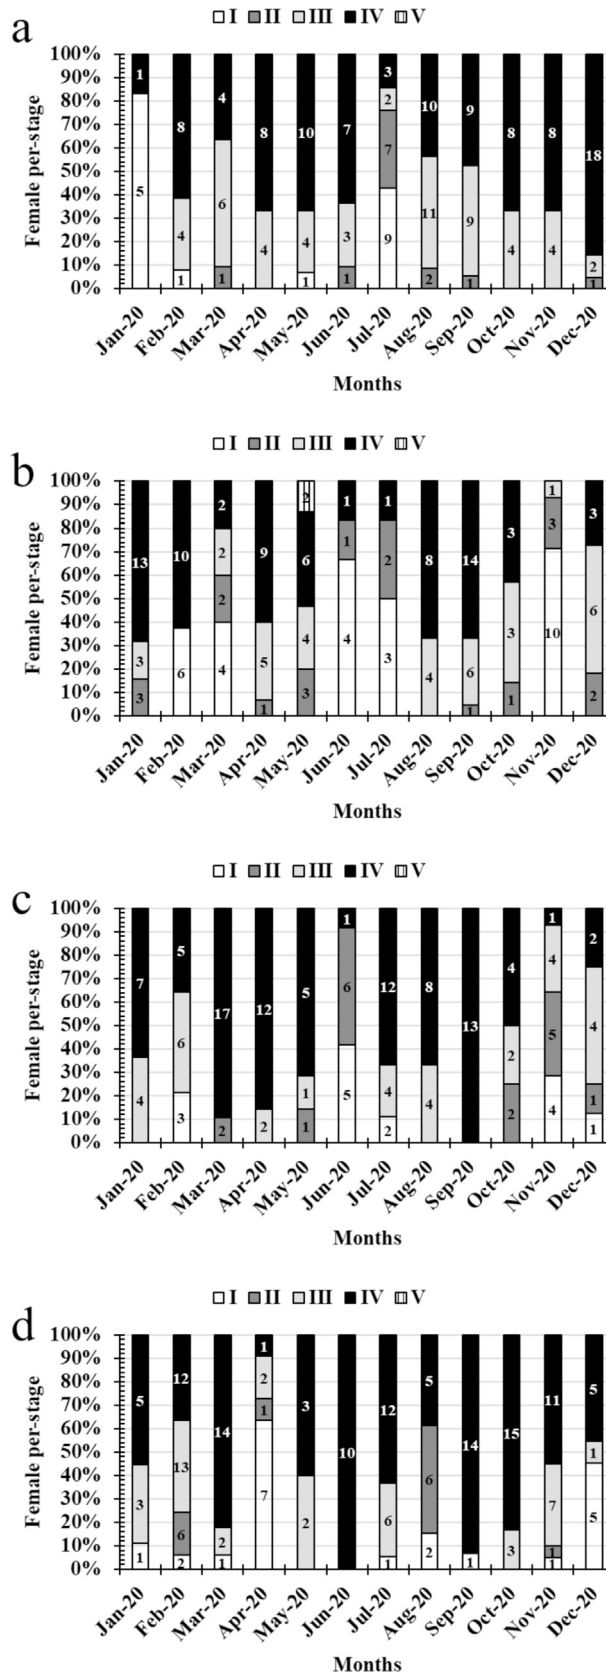 a
I II III IV V
Female per-stage
100%
90%
80%
70%
60%
50%
40%
30%
20%
10%
0%
1 8 4 8 10 7 3 10 9 8 8 18
5 4 6 4 4 3 2 11 9 4 4 2
1 1 1 1 7 2 1 1
9
Jan-20 Feb-20 Mar-20 Apr-20 May-20 Jun-20 Jul-20 Aug-20 Sep-20 Oct-20 Nov-20 Dec-20
Months
b
I II III IV V
Female per-stage
100%
90%
80%
70%
60%
50%
40%
30%
20%
10%
0%
2
13 10 2 9 6 1 1 8 14 3 1 3
3 6 2 5 4 1 2 4 6 3 3 6
3 2 1 3 4 3 1 1 10 2
4
Jan-20 Feb-20 Mar-20 Apr-20 May-20 Jun-20 Jul-20 Aug-20 Sep-20 Oct-20 Nov-20 Dec-20
Months
c
I II III IV V
Female per-stage
100%
90%
80%
70%
60%
50%
40%
30%
20%
10%
0%
7 5 17 12 5 1 12 8 13 4 1 2
4 6 2 2 1 6 4 4 2 4 4
3 1 5 2 2 5 1
4 1
Jan-20 Feb-20 Mar-20 Apr-20 May-20 Jun-20 Jul-20 Aug-20 Sep-20 Oct-20 Nov-20 Dec-20
Months
d
I II III IV V
Female per-stage
100%
90%
80%
70%
60%
50%
40%
30%
20%
10%
0%
5 12 14 1 3 10 12 5 14 15 11 5
3 13 2 2 2 6 6 1 3 7 1
1 6 1 1 1 2 1 5
2 7 1
Jan-20 Feb-20 Mar-20 Apr-20 May-20 Jun-20 Jul-20 Aug-20 Sep-20 Oct-20 Nov-20 Dec-20
Months